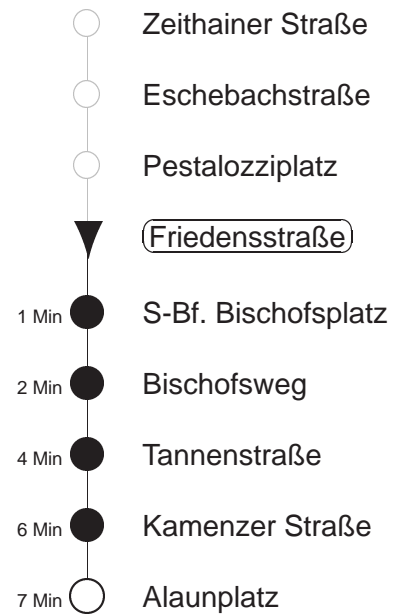 Zeithainer Straße
Eschebachstraße
Pestalozziplatz
Friedensstraße
1 Min S-Bf. Bischofsplatz
2 Min Bischofsweg
4 Min Tannenstraße
6 Min Kamenzer Straße
7 Min Alaunplatz